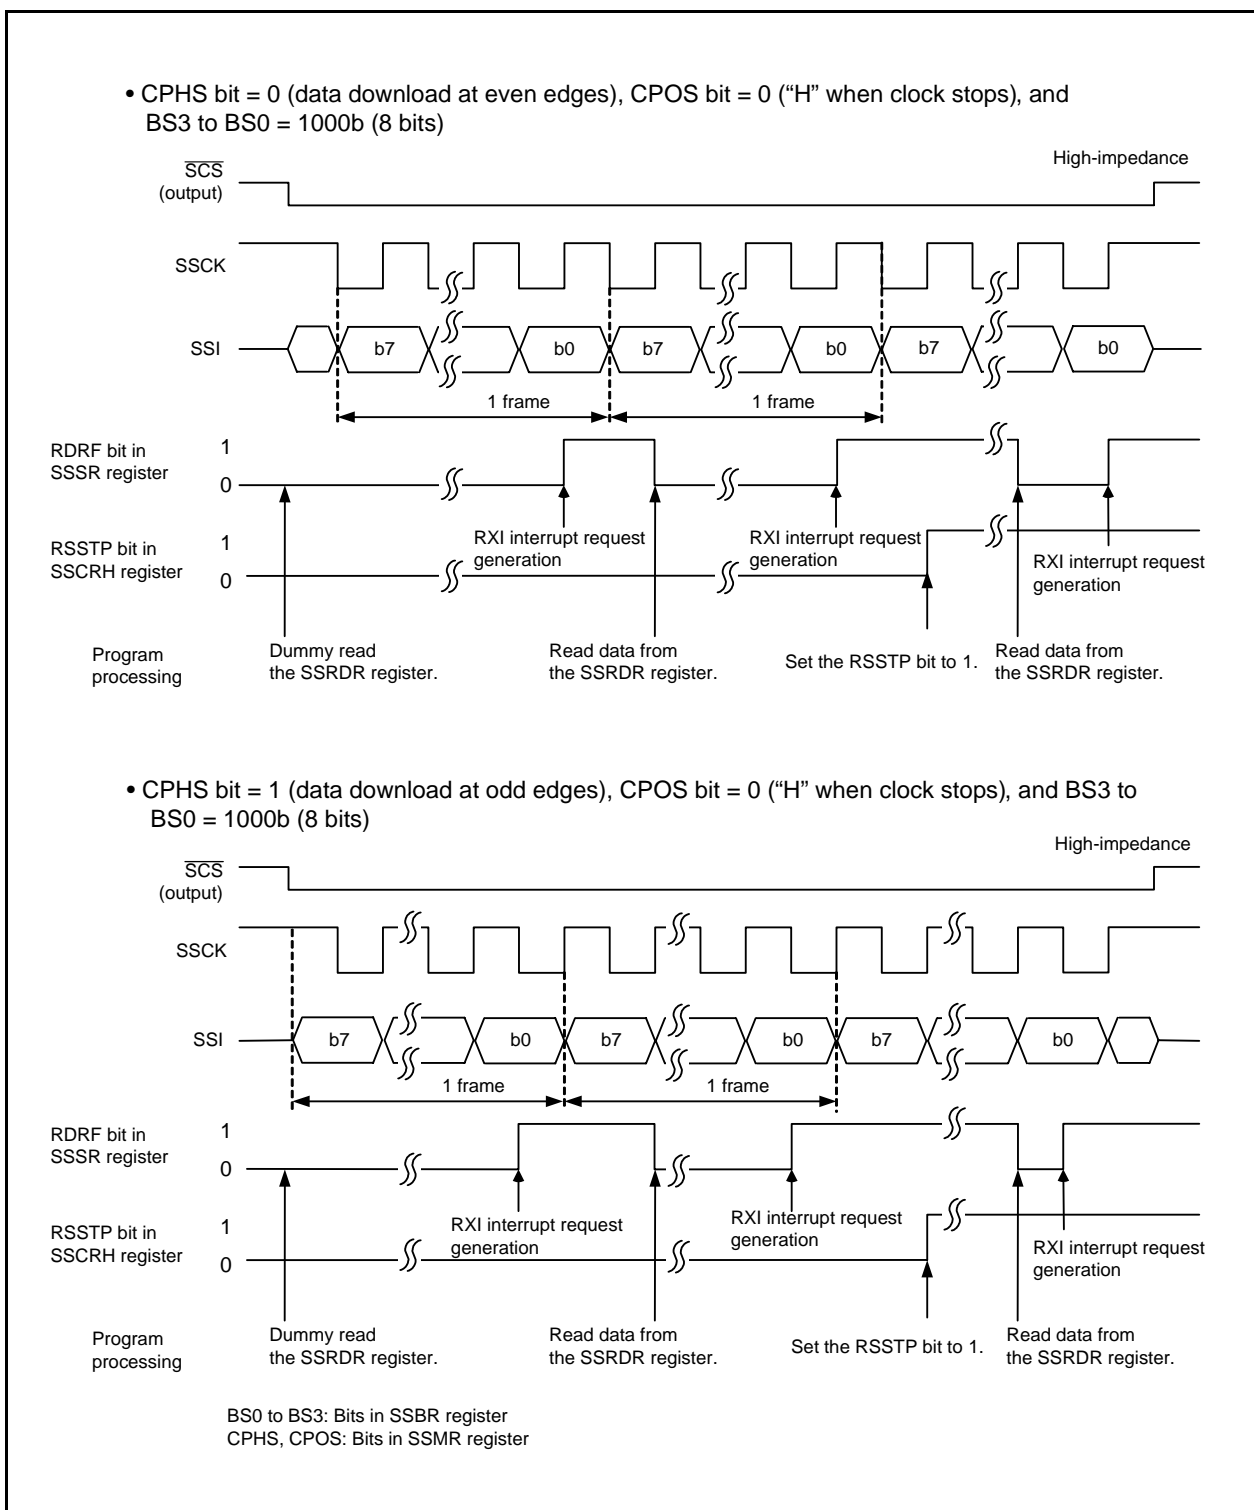 • CPHS bit = 0 (data download at even edges), CPOS bit = 0 (“H” when clock stops), and
BS3 to BS0 = 1000b (8 bits)
High-impedance
SCS
(output)
SSCK
SSI
b7
b0
b7
b0
b7
b0
1 frame
1 frame
RDRF bit in
SSSR register
1
0
RXI interrupt request
generation
RXI interrupt request
generation
RXI interrupt request
generation
RSSTP bit in
SSCRH register
1
0
Program
processing
Dummy read
the SSRDR register.
Read data from
the SSRDR register.
Set the RSSTP bit to 1.
Read data from
the SSRDR register.
• CPHS bit = 1 (data download at odd edges), CPOS bit = 0 (“H” when clock stops), and BS3 to
BS0 = 1000b (8 bits)
High-impedance
SCS
(output)
SSCK
SSI
b7
b0
b7
b0
b7
b0
1 frame
1 frame
RDRF bit in
SSSR register
1
0
RXI interrupt request
generation
RXI interrupt request
generation
RXI interrupt request
generation
RSSTP bit in
SSCRH register
1
0
Program
processing
Dummy read
the SSRDR register.
Read data from
the SSRDR register.
Set the RSSTP bit to 1.
Read data from
the SSRDR register.
BS0 to BS3: Bits in SSBR register
CPHS, CPOS: Bits in SSMR register